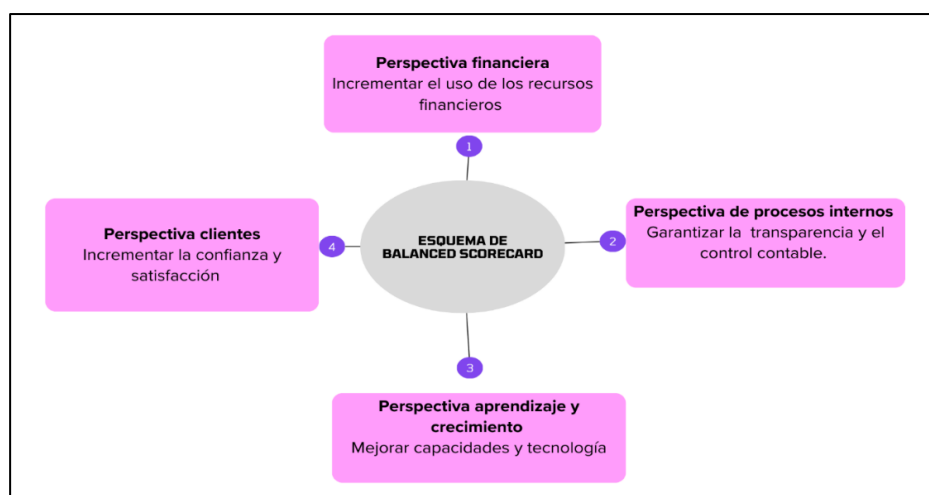 Perspectiva financiera
Incrementar el uso de los recursos
financieros
1
Perspectiva de procesos internos
Garantizar la transparencia y el
control contable.
2
ESQUEMA DE
BALANCED SCORECARD
Perspectiva clientes
Incrementar la confianza y
satisfacción
4
3
Perspectiva aprendizaje y
crecimiento
Mejorar capacidades y tecnología